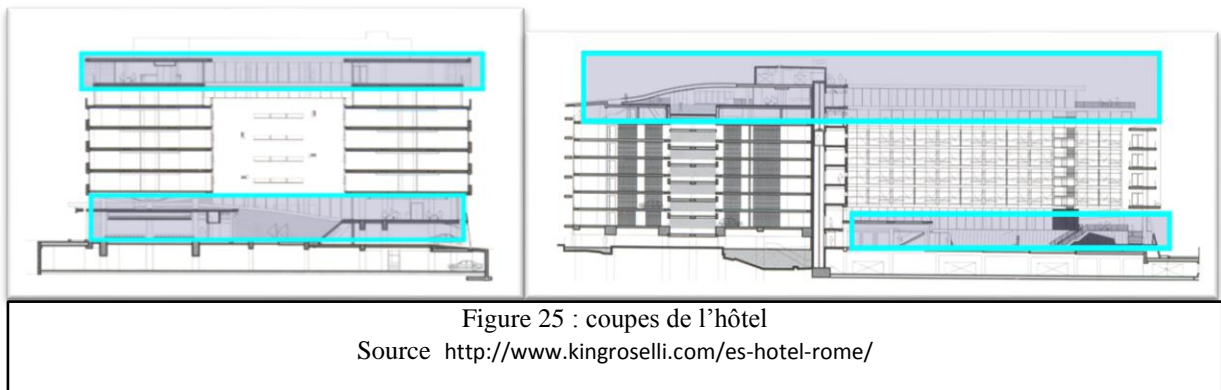 Figure 25 : coupes de l’hôtel
Source http://www.kingroselli.com/es-hotel-rome/